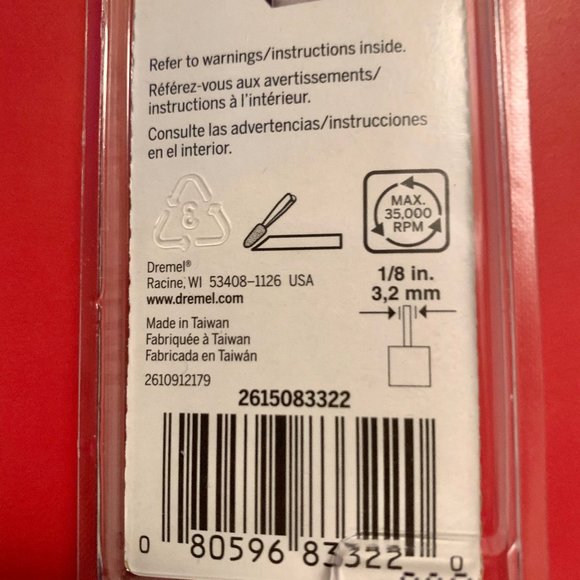 Refer to warnings/instructions inside.
Référez-vous aux avertissements/
instructions à l'intérieur.
Consulte las advertencias/instrucciones
en el interior.
3
MAX.
35,000
RPM
Dremel®
Racine, WI 53408–1126 USA
www.dremel.com
1/8 in.
3,2 mm
Made in Taiwan
Fabriquée à Taiwan
Fabricada en Taiwán
2610912179
2615083322
0 80596 83322 0